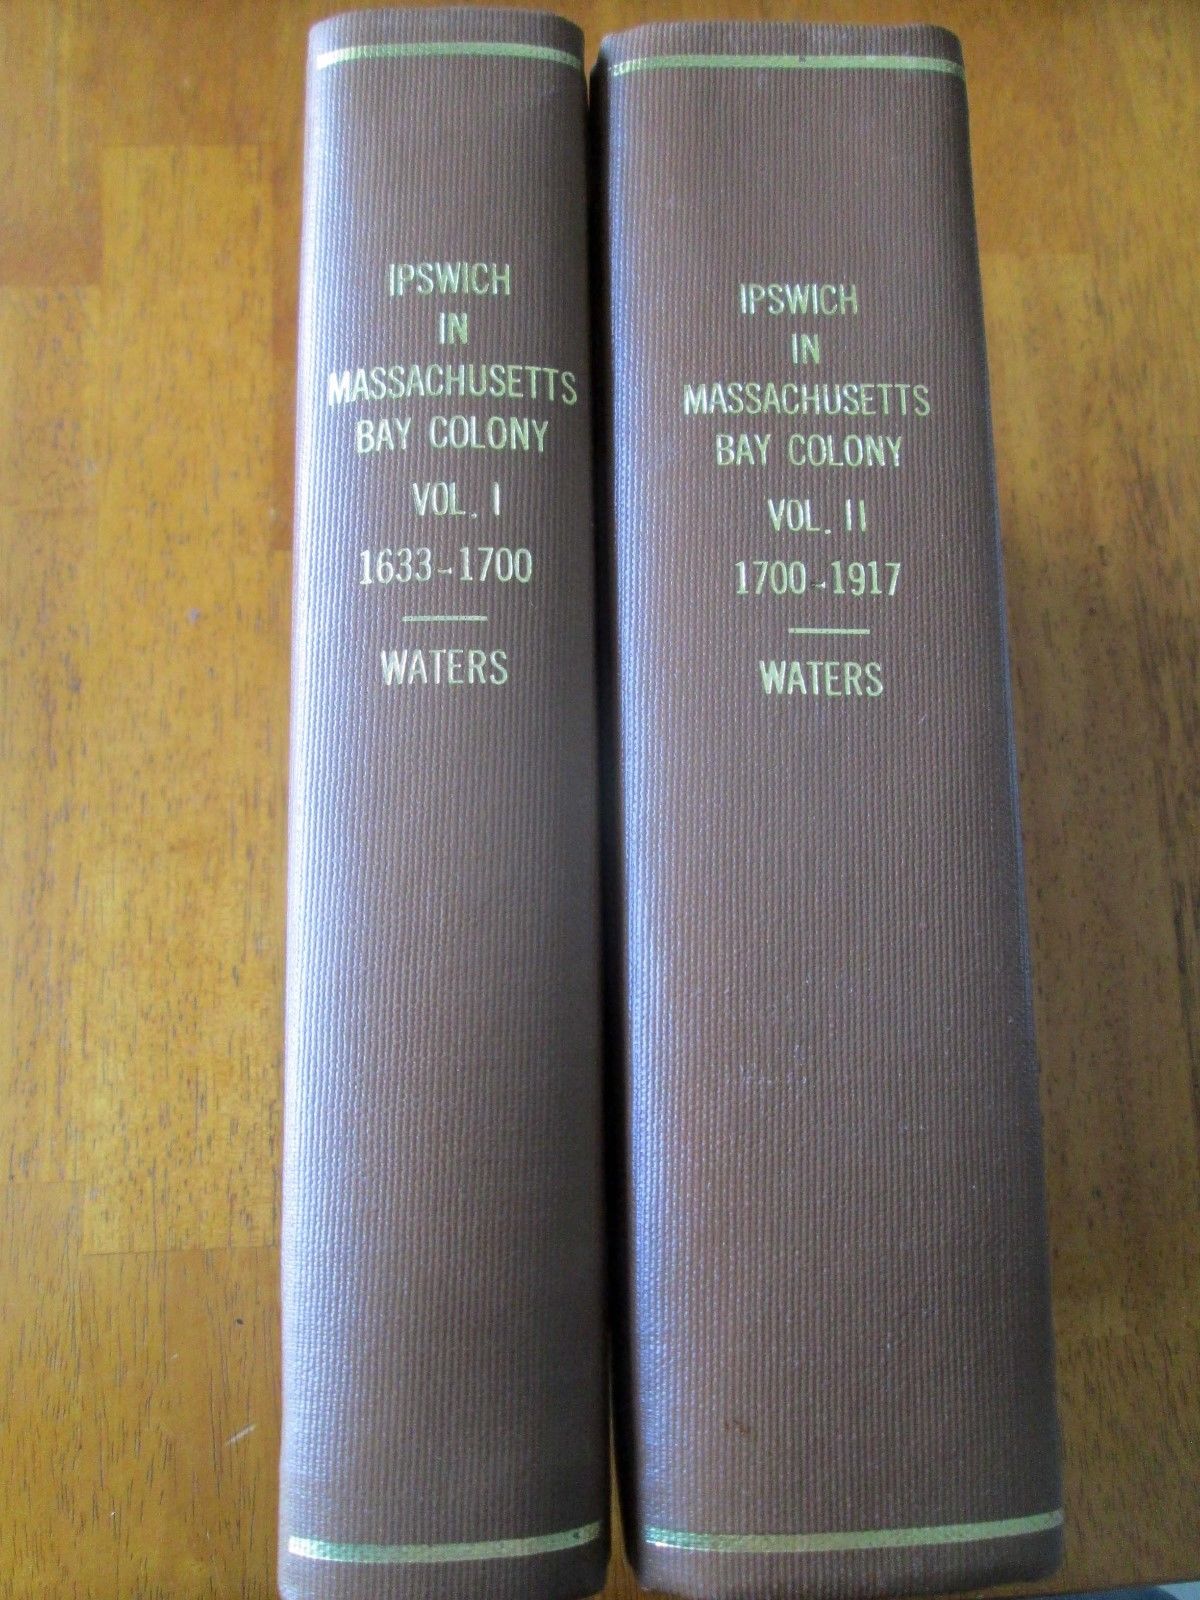 IPSWICH
IN
MASSACHUSETTS
BAY COLONY
VOL. I
1633-1700
WATERS
IPSWICH
IN
MASSACHUSETTS
BAY COLONY
VOL. II
1700-1917
WATERS